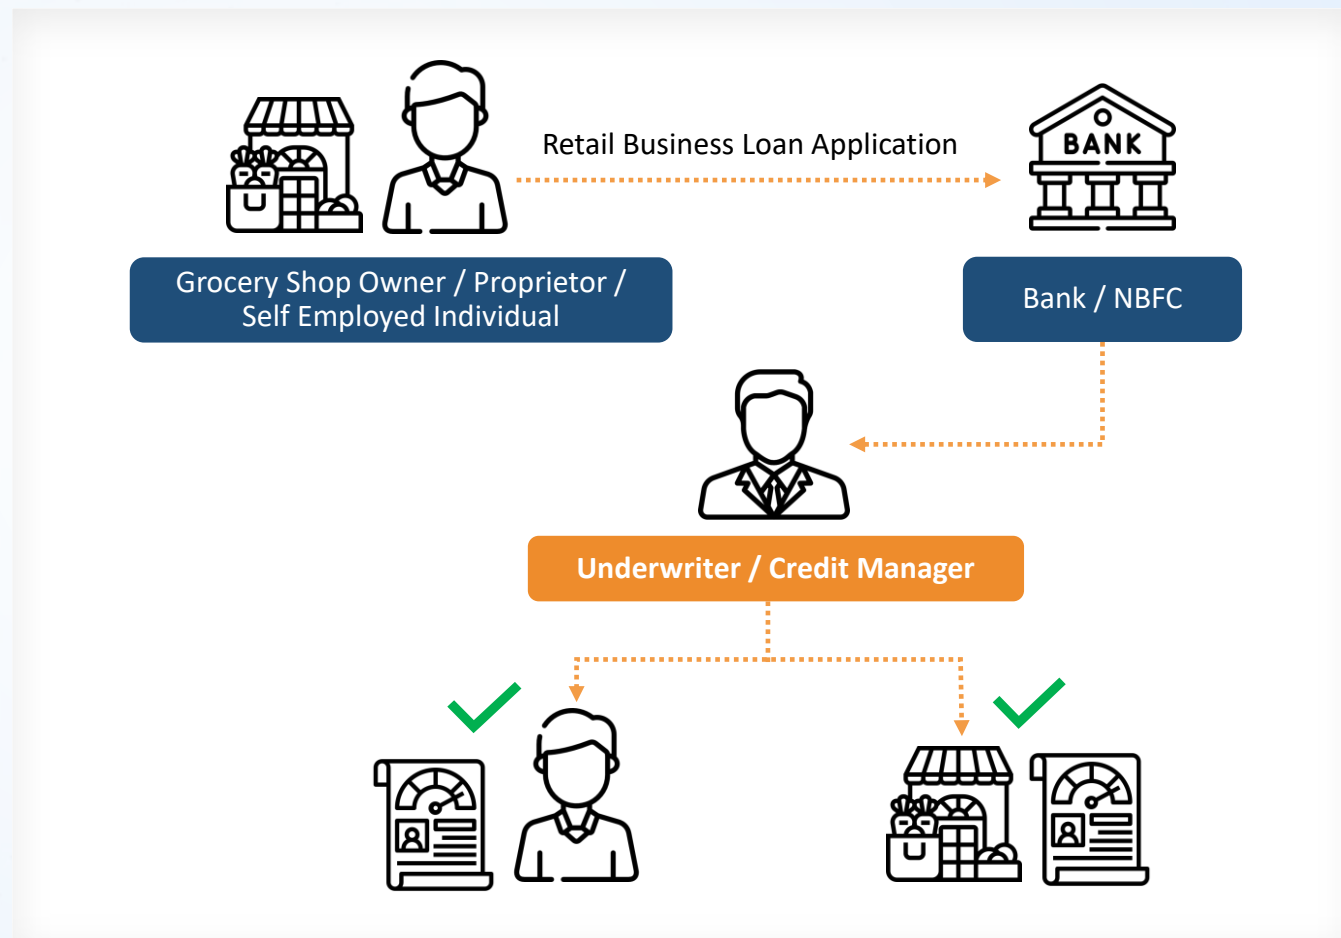 Retail Business Loan Application
BANK
Grocery Shop Owner / Proprietor /
Self Employed Individual
Bank / NBFC
Underwriter / Credit Manager